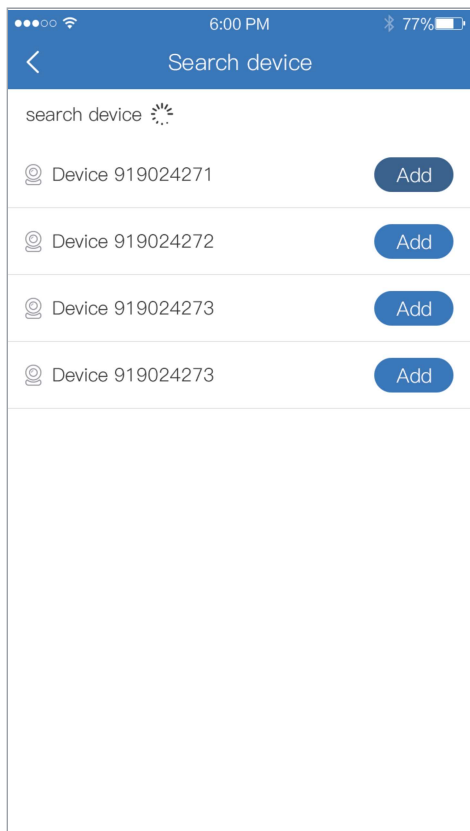 6:00 PM 77%
Search device
search device
Device 919024271 Add
Device 919024272 Add
Device 919024273 Add
Device 919024273 Add